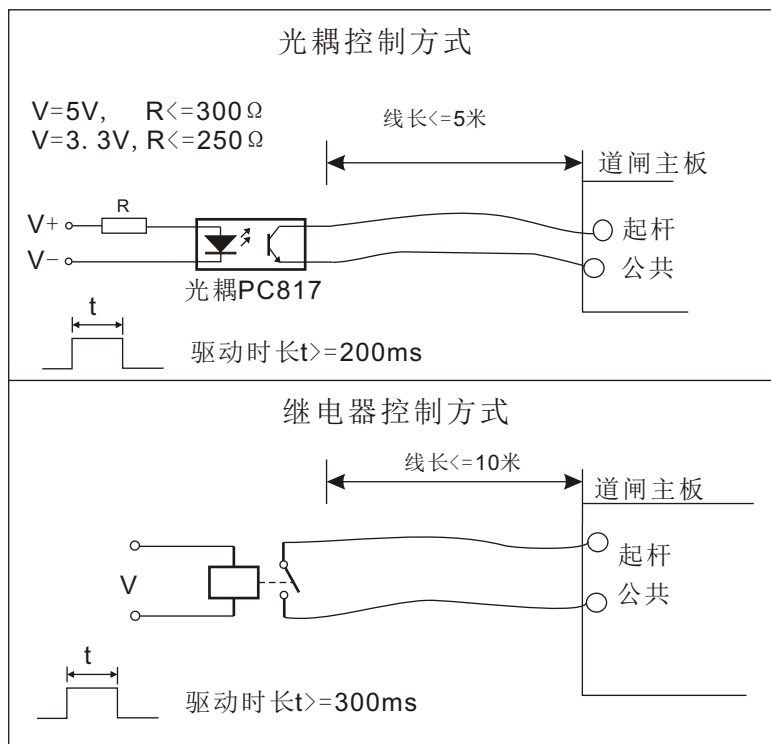 光耦控制方式
V=5V, R<=300Ω
V=3.3V, R<=250Ω
线长<=5米
道闸主板
R
V+
V-
起杆
公共
光耦PC817
t
驱动时长t>=200ms
继电器控制方式
线长<=10米
道闸主板
V
起杆
公共
t
驱动时长t>=300ms